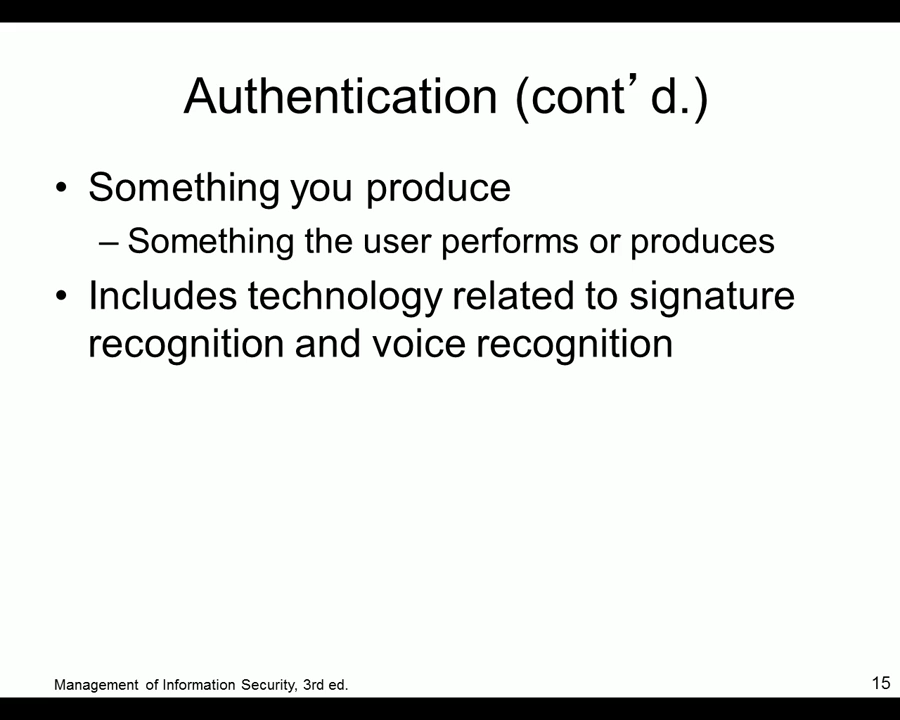 Authentication (cont’d.)
• Something you produce
– Something the user performs or produces
• Includes technology related to signature
recognition and voice recognition
Management of Information Security, 3rd ed.
15